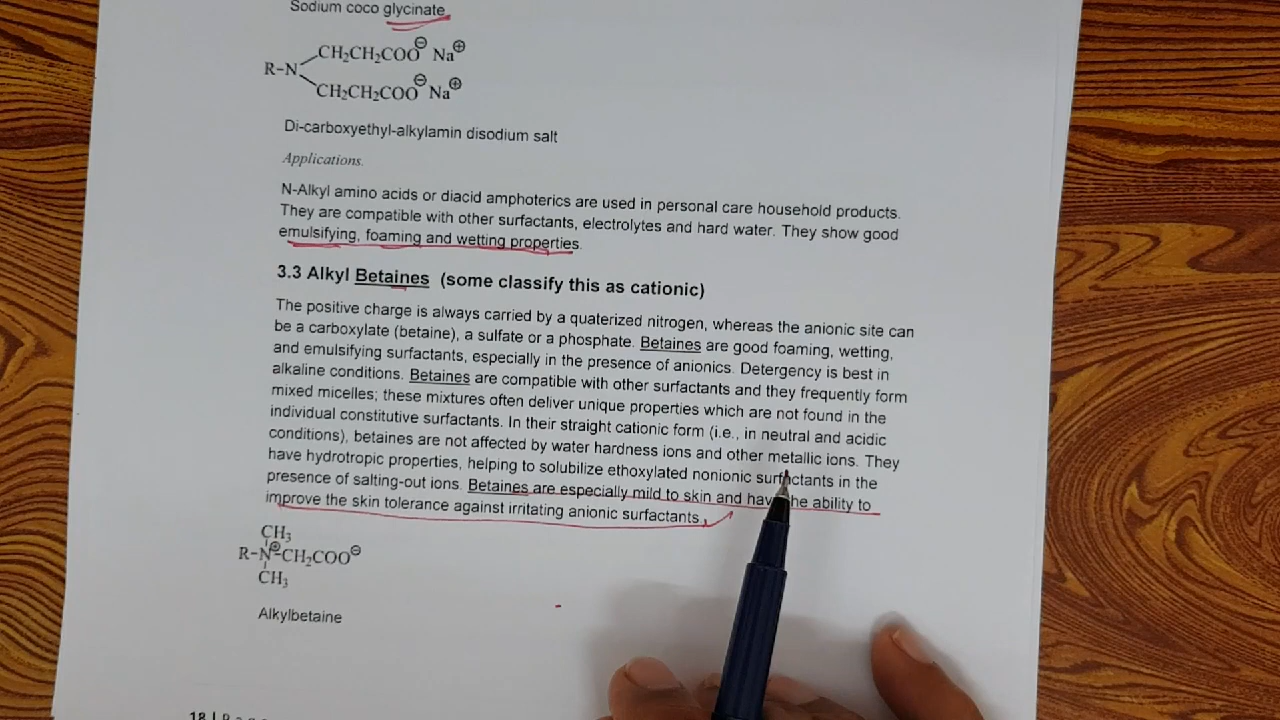 Sodium coco glycinate
CH₂CH₂COO⊖ Na⊕
R-N
CH₂CH₂COO⊖ Na⊕
Di-carboxyethyl-alkylamin disodium salt
Applications.
N-Alkyl amino acids or diacid amphoterics are used in personal care household products.
They are compatible with other surfactants, electrolytes and hard water. They show good
emulsifying, foaming and wetting properties.
3.3 Alkyl Betaines (some classify this as cationic)
The positive charge is always carried by a quaterized nitrogen, whereas the anionic site can
be a carboxylate (betaine), a sulfate or a phosphate. Betaines are good foaming, wetting,
and emulsifying surfactants, especially in the presence of anionics. Detergency is best in
alkaline conditions. Betaines are compatible with other surfactants and they frequently form
mixed micelles; these mixtures often deliver unique properties which are not found in the
individual constitutive surfactants. In their straight cationic form (i.e., in neutral and acidic
conditions), betaines are not affected by water hardness ions and other metallic ions. They
have hydrotropic properties, helping to solubilize ethoxylated nonionic surfactants in the
presence of salting-out ions. Betaines are especially mild to skin and have the ability to
improve the skin tolerance against irritating anionic surfactants.
CH₃
R-N⊕-CH₂COO⊖
CH₃
Alkylbetaine